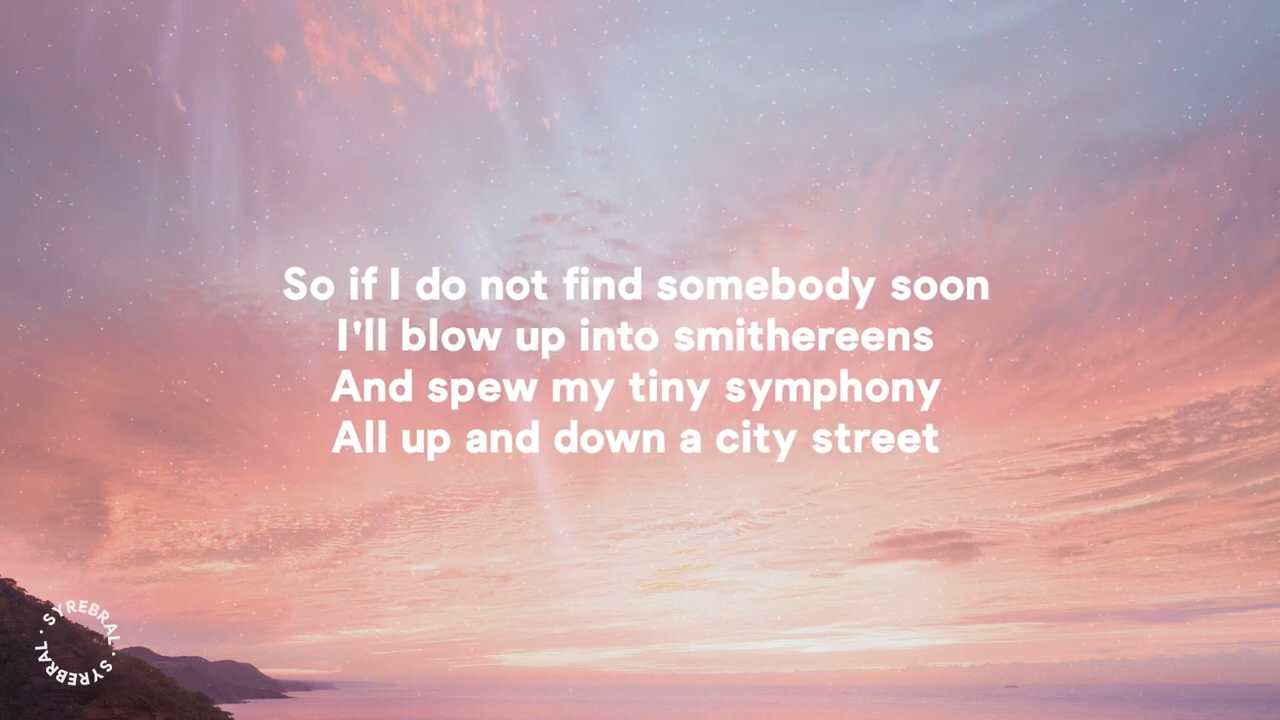 So if I do not find somebody soon
I'll blow up into smithereens
And spew my tiny symphony
All up and down a city street
SYREBRAL · SYREBRAL ·